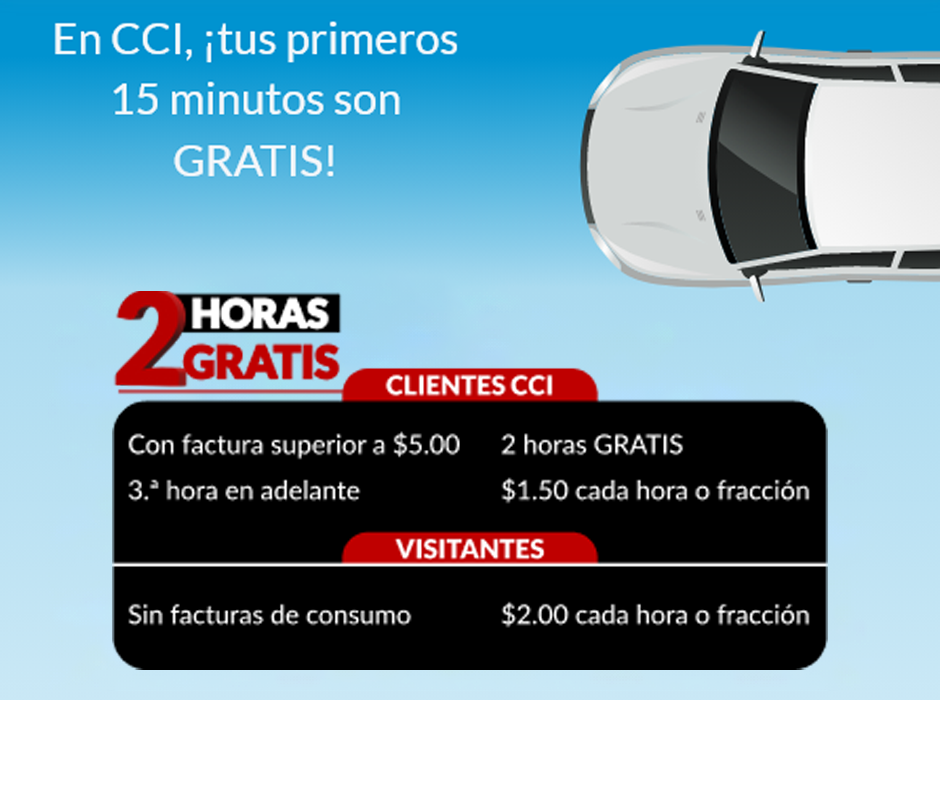 En CCI, ¡tus primeros
15 minutos son
GRATIS!
2 HORAS
GRATIS
CLIENTES CCI
Con factura superior a $5.00 2 horas GRATIS
3.ª hora en adelante $1.50 cada hora o fracción
VISITANTES
Sin facturas de consumo $2.00 cada hora o fracción